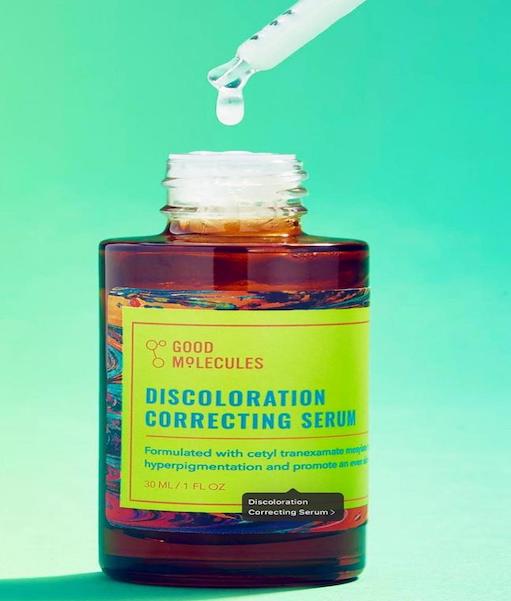 GOOD
MOLECULES
DISCOLORATION
CORRECTING SERUM
Formulated with cetyl tranexamate
hyperpigmentation and promote an even
30 ML / 1 FL OZ
Discoloration
Correcting Serum >